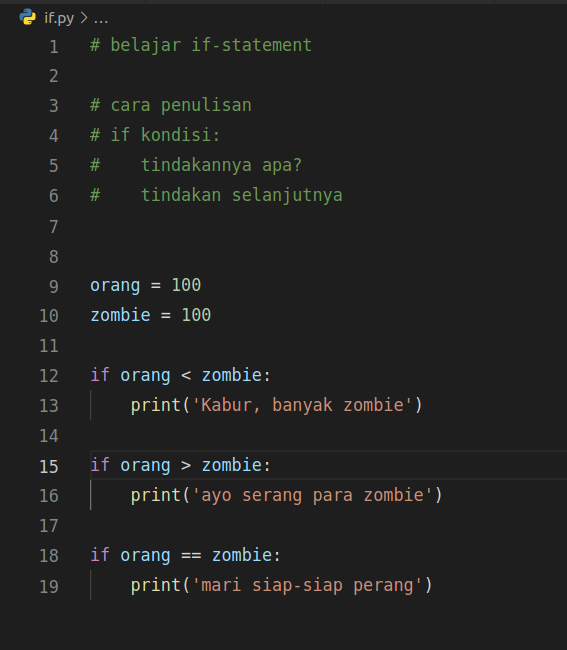 if.py > ...
1 # belajar if-statement
2
3 # cara penulisan
4 # if kondisi:
5 #    tindakannya apa?
6 #    tindakan selanjutnya
7
8
9 orang = 100
10 zombie = 100
11
12 if orang < zombie:
13     print('Kabur, banyak zombie')
14
15 if orang > zombie:
16     print('ayo serang para zombie')
17
18 if orang == zombie:
19     print('mari siap-siap perang')